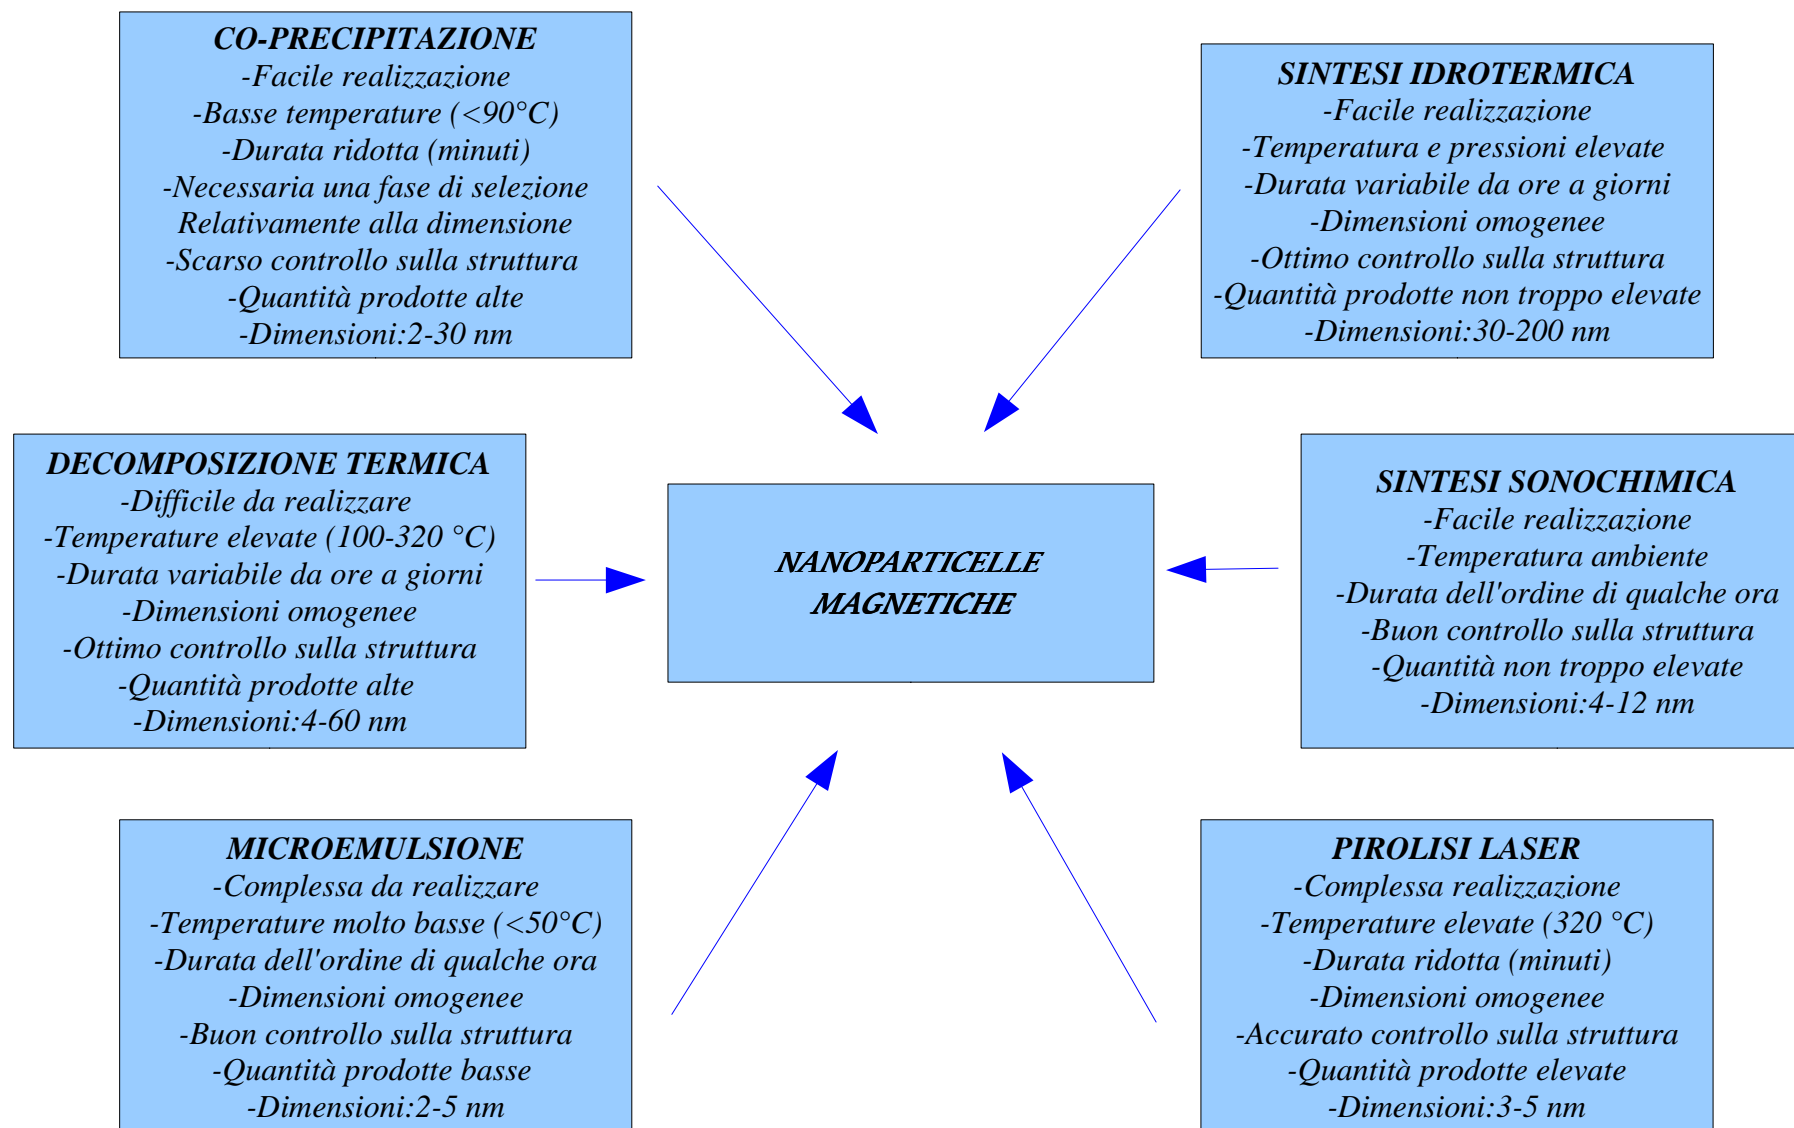 CO-PRECIPITAZIONE
-Facile realizzazione
-Basse temperature (<90°C)
-Durata ridotta (minuti)
-Necessaria una fase di selezione
Relativamente alla dimensione
-Scarso controllo sulla struttura
-Quantità prodotte alte
-Dimensioni:2-30 nm
SINTESI IDROTERMICA
-Facile realizzazione
-Temperatura e pressioni elevate
-Durata variabile da ore a giorni
-Dimensioni omogenee
-Ottimo controllo sulla struttura
-Quantità prodotte non troppo elevate
-Dimensioni:30-200 nm
DECOMPOSIZIONE TERMICA
-Difficile da realizzare
-Temperature elevate (100-320 °C)
-Durata variabile da ore a giorni
-Dimensioni omogenee
-Ottimo controllo sulla struttura
-Quantità prodotte alte
-Dimensioni:4-60 nm
NANOPARTICELLE
MAGNETICHE
SINTESI SONOCHIMICA
-Facile realizzazione
-Temperatura ambiente
-Durata dell'ordine di qualche ora
-Buon controllo sulla struttura
-Quantità non troppo elevate
-Dimensioni:4-12 nm
MICROEMULSIONE
-Complessa da realizzare
-Temperature molto basse (<50°C)
-Durata dell'ordine di qualche ora
-Dimensioni omogenee
-Buon controllo sulla struttura
-Quantità prodotte basse
-Dimensioni:2-5 nm
PIROLISI LASER
-Complessa realizzazione
-Temperature elevate (320 °C)
-Durata ridotta (minuti)
-Dimensioni omogenee
-Accurato controllo sulla struttura
-Quantità prodotte elevate
-Dimensioni:3-5 nm